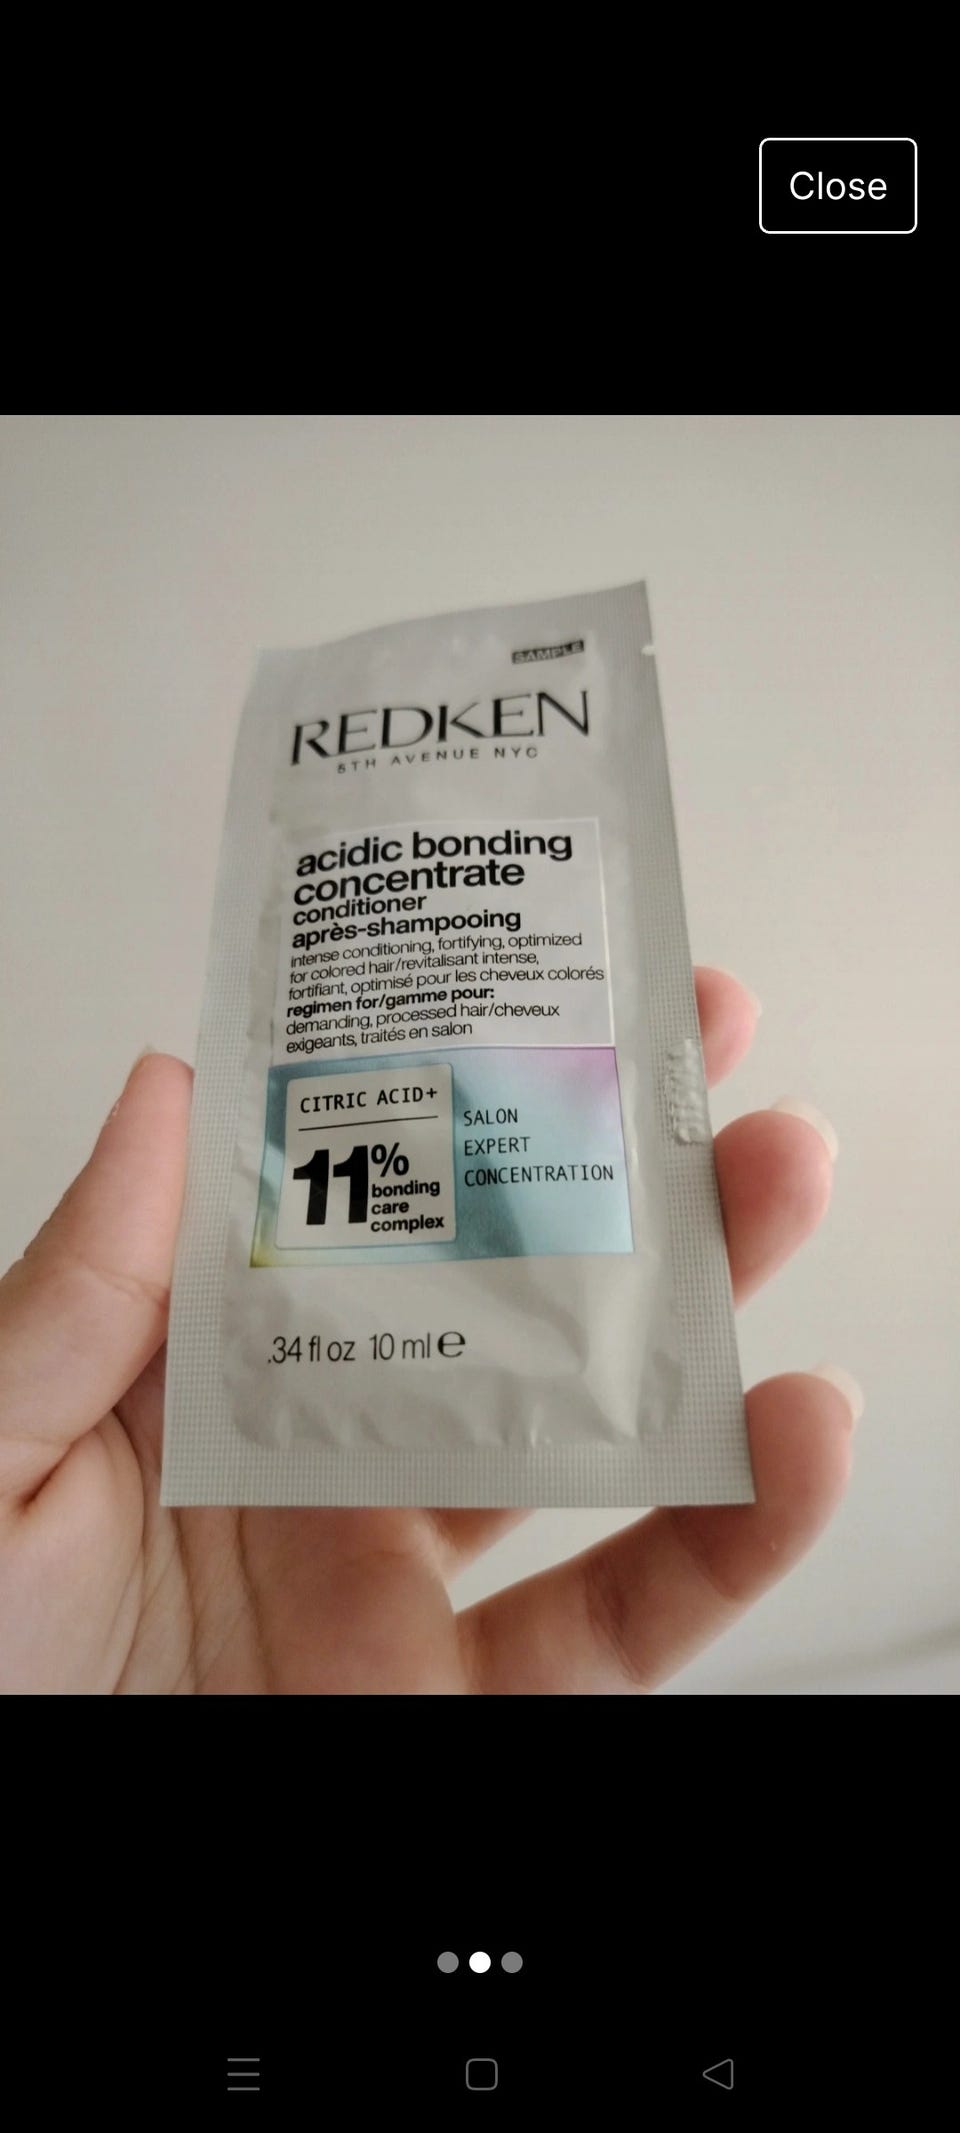 Close
SAMPLE
REDKEN
5TH AVENUE NYC
acidic bonding
concentrate
conditioner
après-shampooing
intense conditioning, fortifying, optimized
for colored hair/revitalisant intense,
fortifiant, optimisé pour les cheveux colorés
regimen for/gamme pour:
demanding, processed hair/cheveux
exigeants, traités en salon
CITRIC ACID+
11%
bonding
care
complex
SALON
EXPERT
CONCENTRATION
.34 fl oz 10 ml e